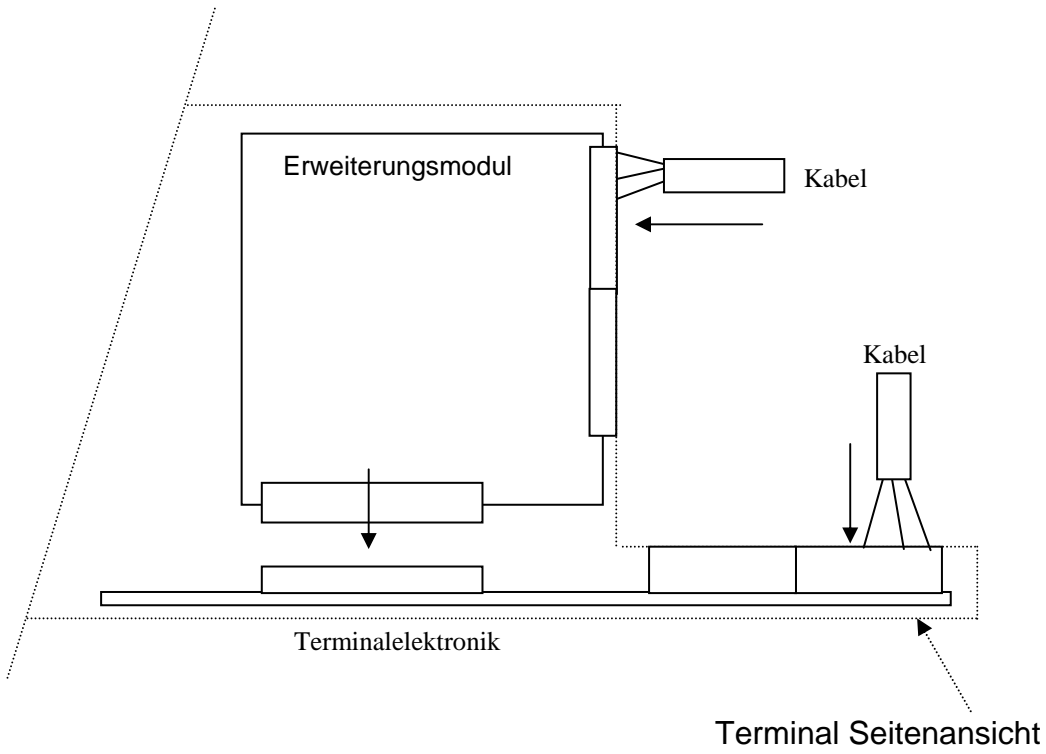 Erweiterungsmodul
Kabel
Kabel
Terminalelektronik
Terminal Seitenansicht